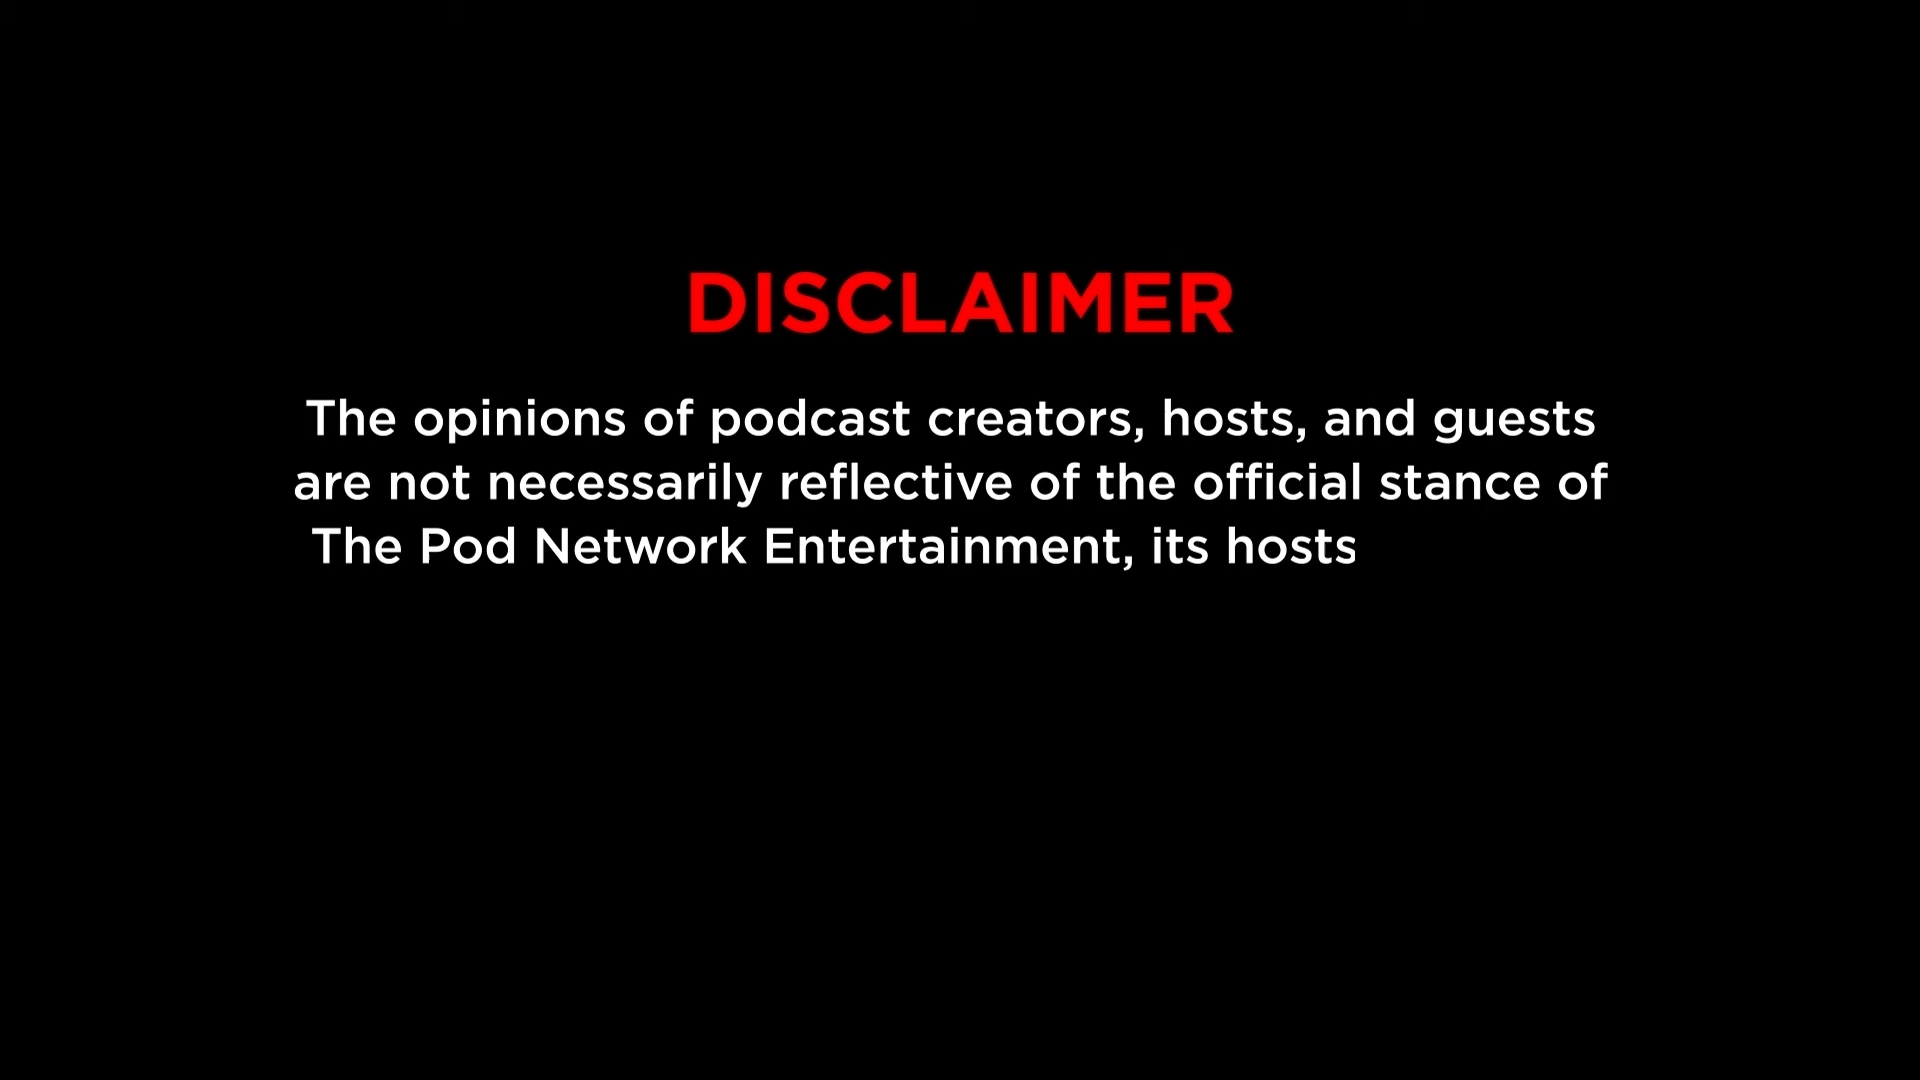 DISCLAIMER
The opinions of podcast creators, hosts, and guests
are not necessarily reflective of the official stance of
The Pod Network Entertainment, its hosts